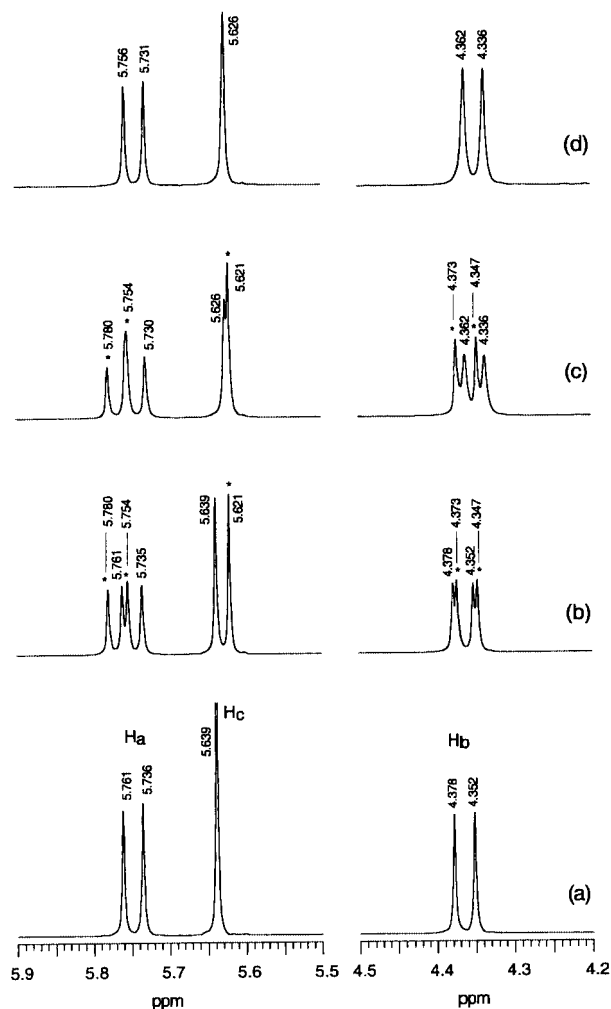 5.756 5.731 5.626 4.362 4.336
(d)
* 5.780 * 5.754 5.730 5.626 * 5.621 * 4.373 4.362 * 4.347 4.336
(c)
* 5.780 5.761 * 5.754 5.735 5.639 * 5.621 4.378 * 4.373 4.352 * 4.347
(b)
Ha Hc Hb
5.761 5.736 5.639 4.378 4.352
(a)
5.9 5.8 5.7 5.6 5.5 4.5 4.4 4.3 4.2
ppm ppm